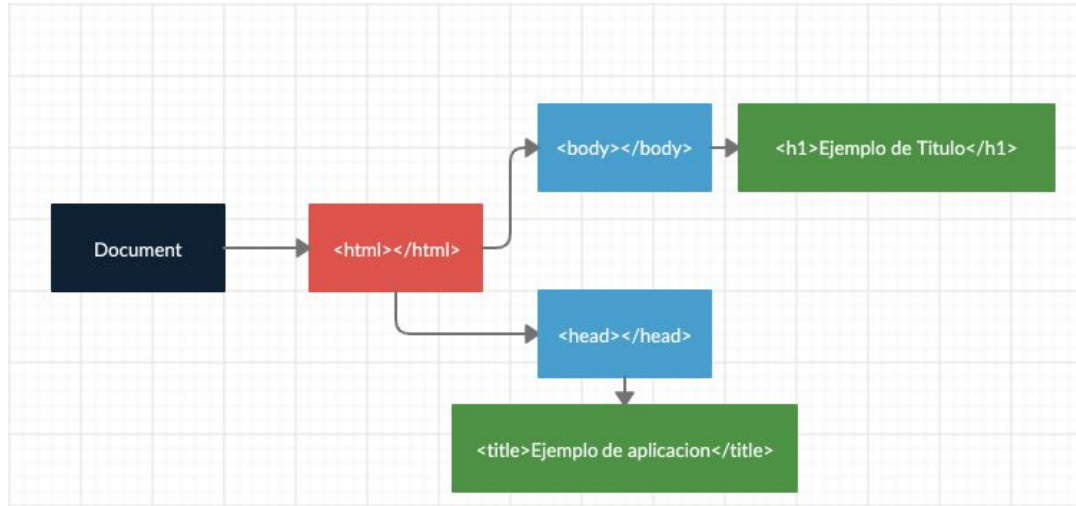 <body></body>
<h1>Ejemplo de Titulo</h1>
Document
<html></html>
<head></head>
<title>Ejemplo de aplicacion</title>